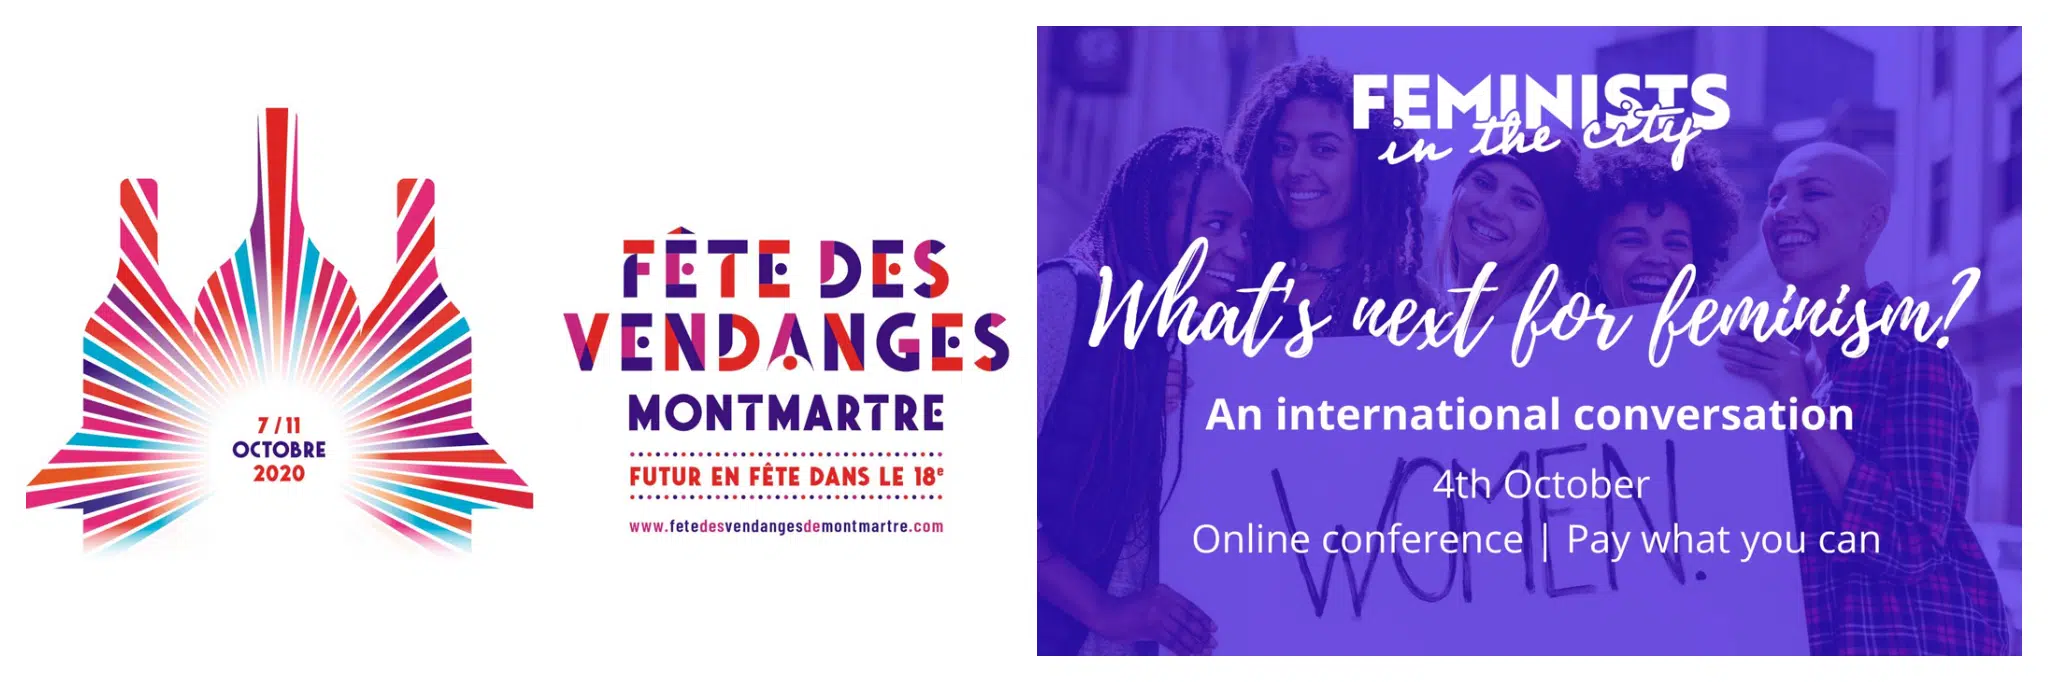 7 / 11
OCTOBRE
2020
FÊTE DES
VENDANGES
MONTMARTRE
FUTUR EN FÊTE DANS LE 18e
www.fetedesvendangesdemontmartre.com
FEMINISTS
in the city
What's next for feminism?
An international conversation
4th October
Online conference | Pay what you can
WOMEN.